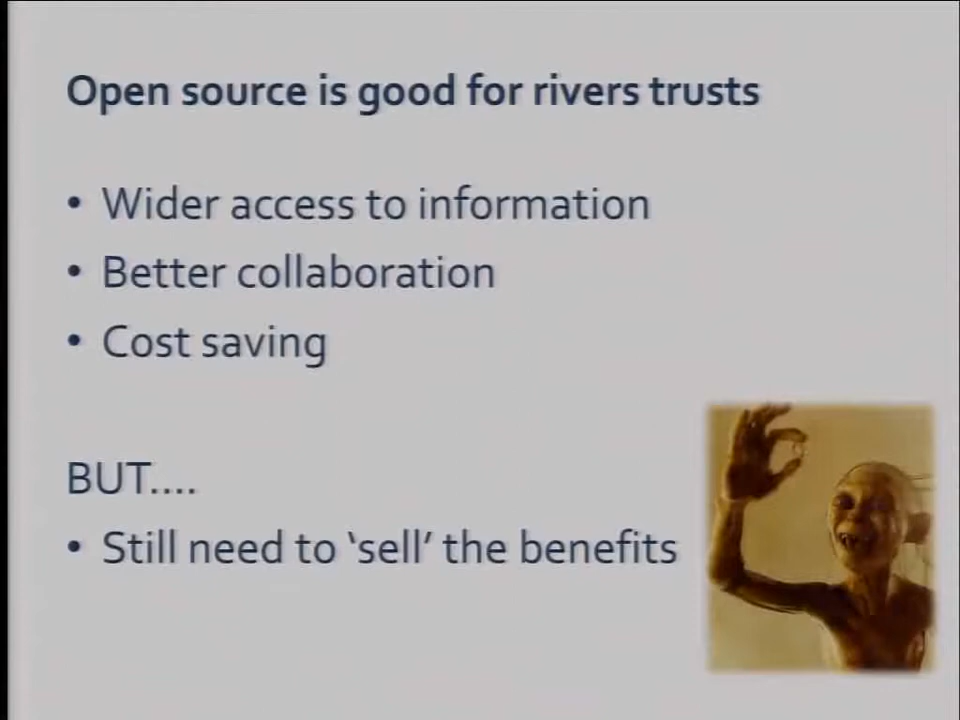 Open source is good for rivers trusts
• Wider access to information
• Better collaboration
• Cost saving
BUT....
• Still need to ‘sell’ the benefits